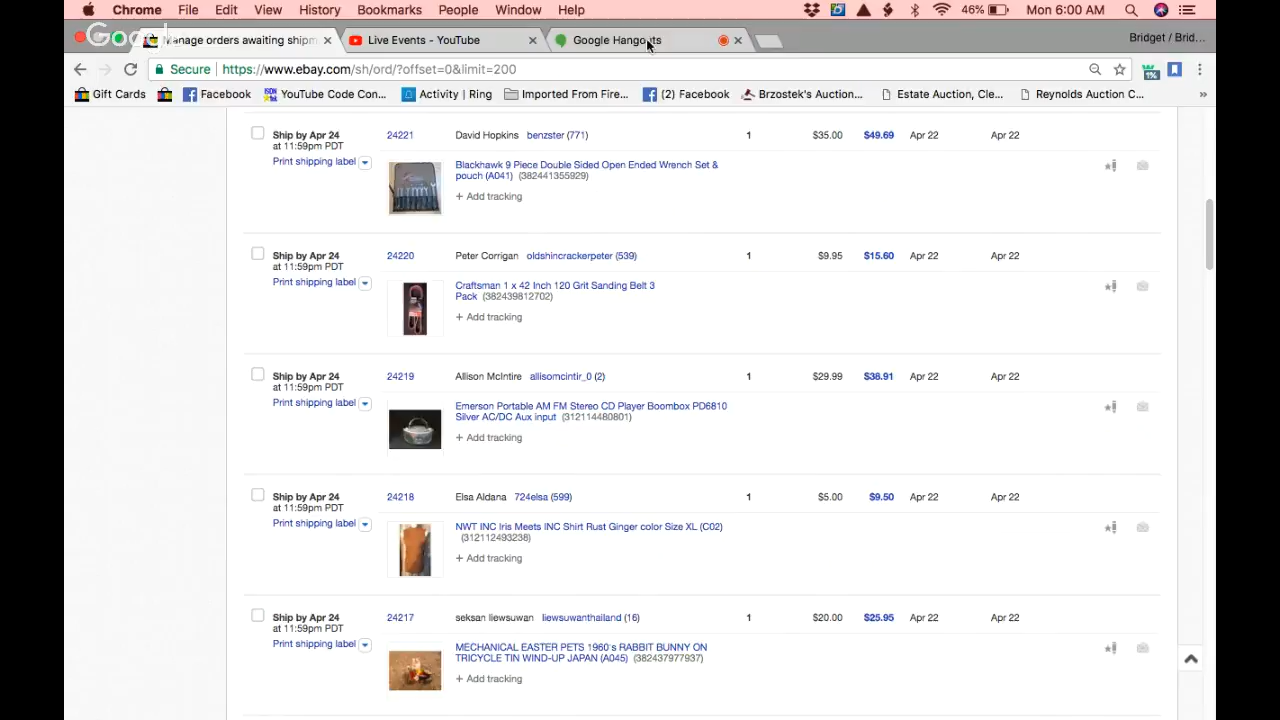 Chrome File Edit View History Bookmarks People Window Help 46% Mon 6:00 AM
Manage orders awaiting shipm Live Events - YouTube Google Hangouts Bridget / Brid...
Secure https://www.ebay.com/sh/ord/?offset=0&limit=200 1%
Gift Cards Facebook YouTube Code Con... Activity | Ring Imported From Fire... (2) Facebook Brzostek's Auction... Estate Auction, Cle... Reynolds Auction C... »
Ship by Apr 24 24221 David Hopkins benzster (771) 1 $35.00 $49.69 Apr 22 Apr 22
at 11:59pm PDT
Print shipping label Blackhawk 9 Piece Double Sided Open Ended Wrench Set &
pouch (A041) (382441355929)
+ Add tracking
Ship by Apr 24 24220 Peter Corrigan oldshincrackerpeter (539) 1 $9.95 $15.60 Apr 22 Apr 22
at 11:59pm PDT
Print shipping label Craftsman 1 x 42 Inch 120 Grit Sanding Belt 3
Pack (382439812702)
+ Add tracking
Ship by Apr 24 24219 Allison McIntire allisomcintir_0 (2) 1 $29.99 $38.91 Apr 22 Apr 22
at 11:59pm PDT
Print shipping label Emerson Portable AM FM Stereo CD Player Boombox PD6810
Silver AC/DC Aux input (312114480801)
+ Add tracking
Ship by Apr 24 24218 Elsa Aldana 724elsa (599) 1 $5.00 $9.50 Apr 22 Apr 22
at 11:59pm PDT
Print shipping label NWT INC Iris Meets INC Shirt Rust Ginger color Size XL (C02)
(312112493238)
+ Add tracking
Ship by Apr 24 24217 seksan liewsuwan liewsuwanthailand (16) 1 $20.00 $25.95 Apr 22 Apr 22
at 11:59pm PDT
Print shipping label MECHANICAL EASTER PETS 1960`s RABBIT BUNNY ON
TRICYCLE TIN WIND-UP JAPAN (A045) (382437977937)
+ Add tracking